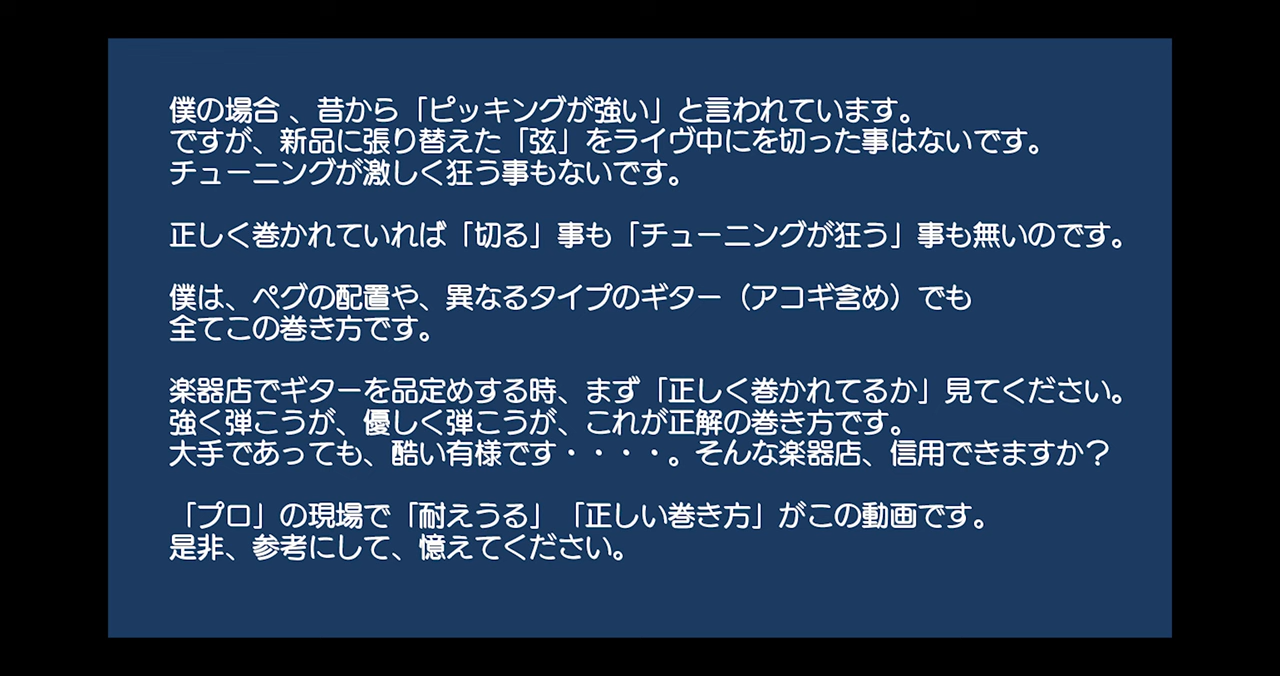 僕の場合 、昔から「ピッキングが強い」と言われています。
ですが、新品に張り替えた「弦」をライヴ中にを切った事はないです。
チューニングが激しく狂う事もないです。
正しく巻かれていれば「切る」事も「チューニングが狂う」事も無いのです。
僕は、ペグの配置や、異なるタイプのギター（アコギ含め）でも
全てこの巻き方です。
楽器店でギターを品定めする時、まず「正しく巻かれてるか」見てください。
強く弾こうが、優しく弾こうが、これが正解の巻き方です。
大手であっても、酷い有様です・・・・。そんな楽器店、信用できますか？
「プロ」の現場で「耐えうる」「正しい巻き方」がこの動画です。
是非、参考にして、憶えてください。